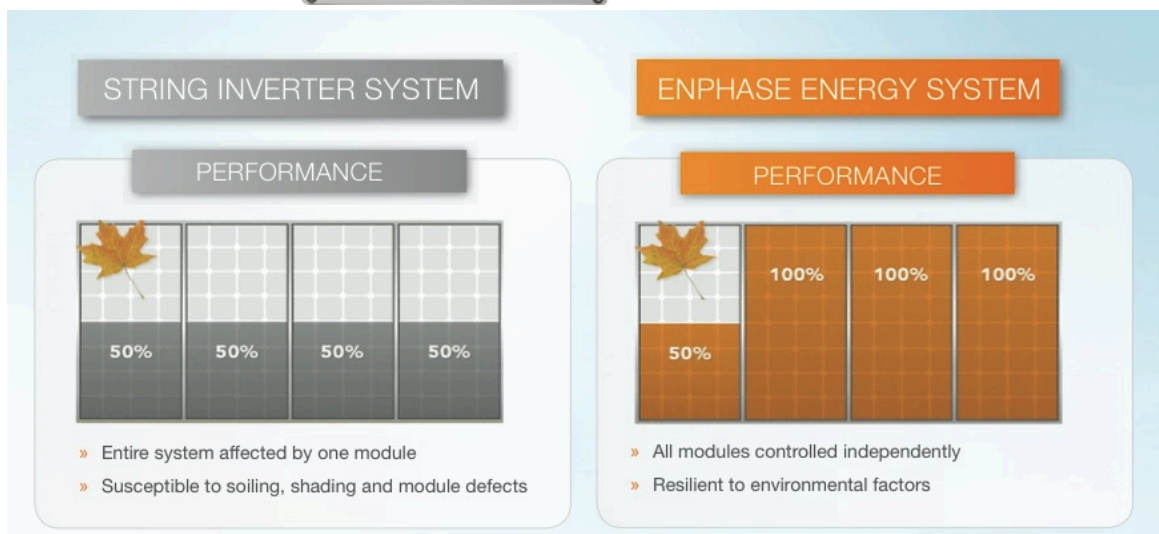 STRING INVERTER SYSTEM
PERFORMANCE
50% 50% 50% 50%
» Entire system affected by one module
» Susceptible to soiling, shading and module defects
ENPHASE ENERGY SYSTEM
PERFORMANCE
100% 100% 100%
50%
» All modules controlled independently
» Resilient to environmental factors